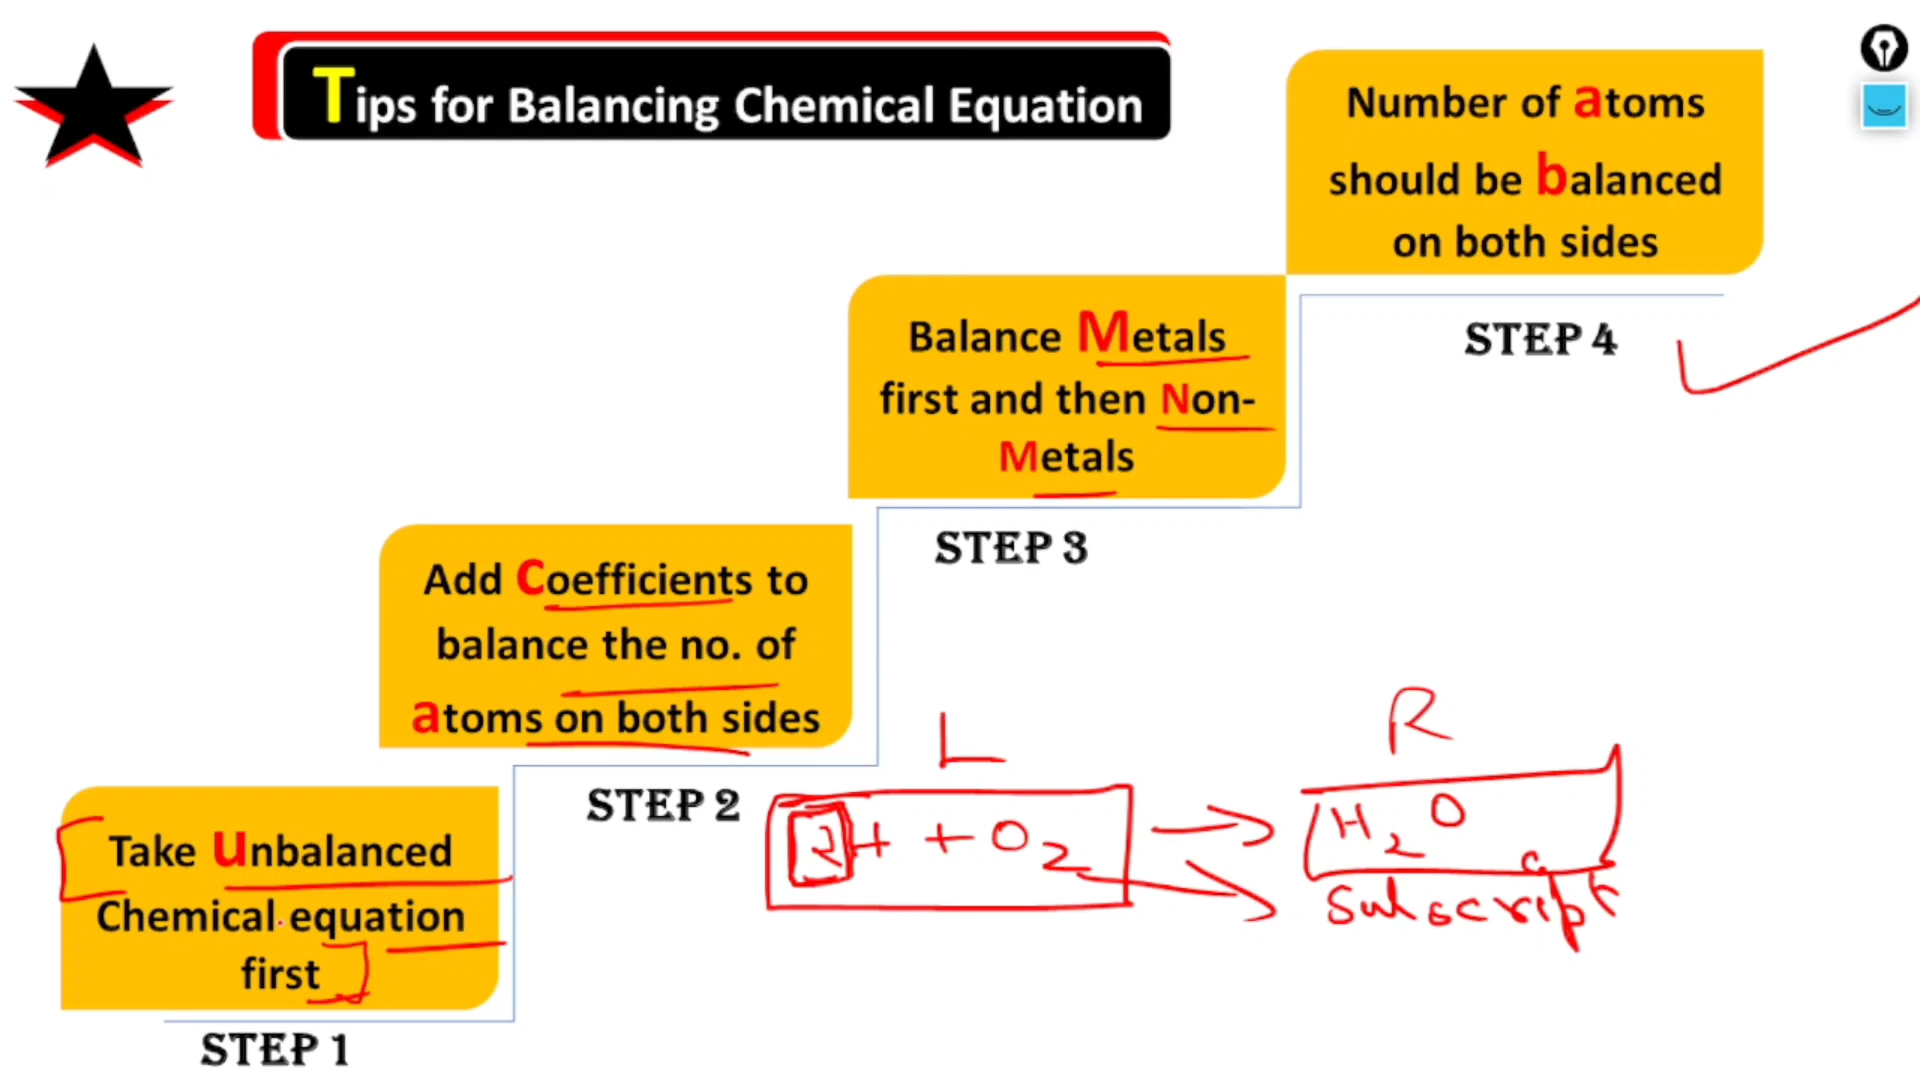 Tips for Balancing Chemical Equation
Number of atoms
should be balanced
on both sides
STEP 4
Balance Metals
first and then Non-
Metals
STEP 3
Add Coefficients to
balance the no. of
atoms on both sides
STEP 2
Take Unbalanced
Chemical equation
first
STEP 1
L
R
2H + O2
H2O
Subscript